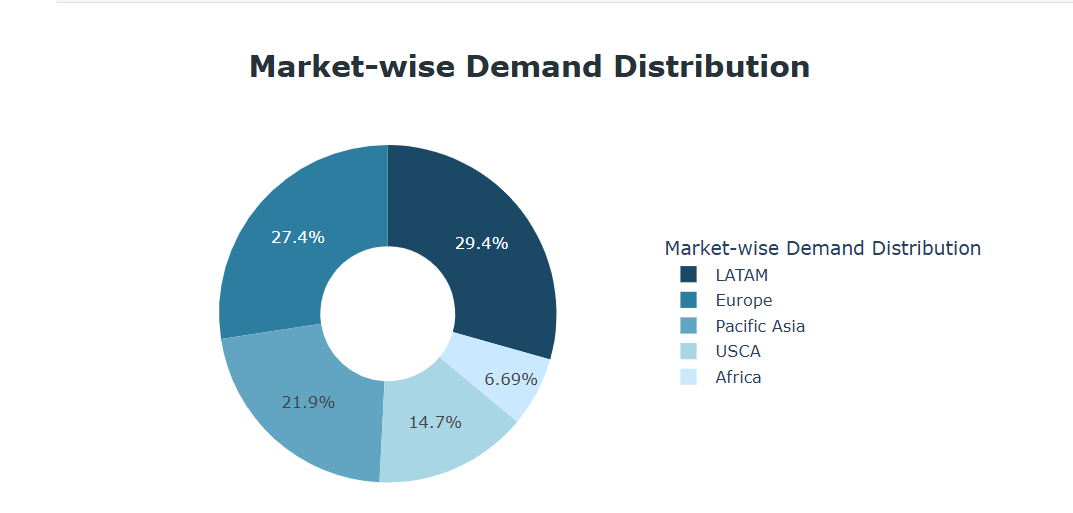 Market-wise Demand Distribution
27.4%
29.4%
6.69%
21.9%
14.7%
Market-wise Demand Distribution
LATAM
Europe
Pacific Asia
USCA
Africa